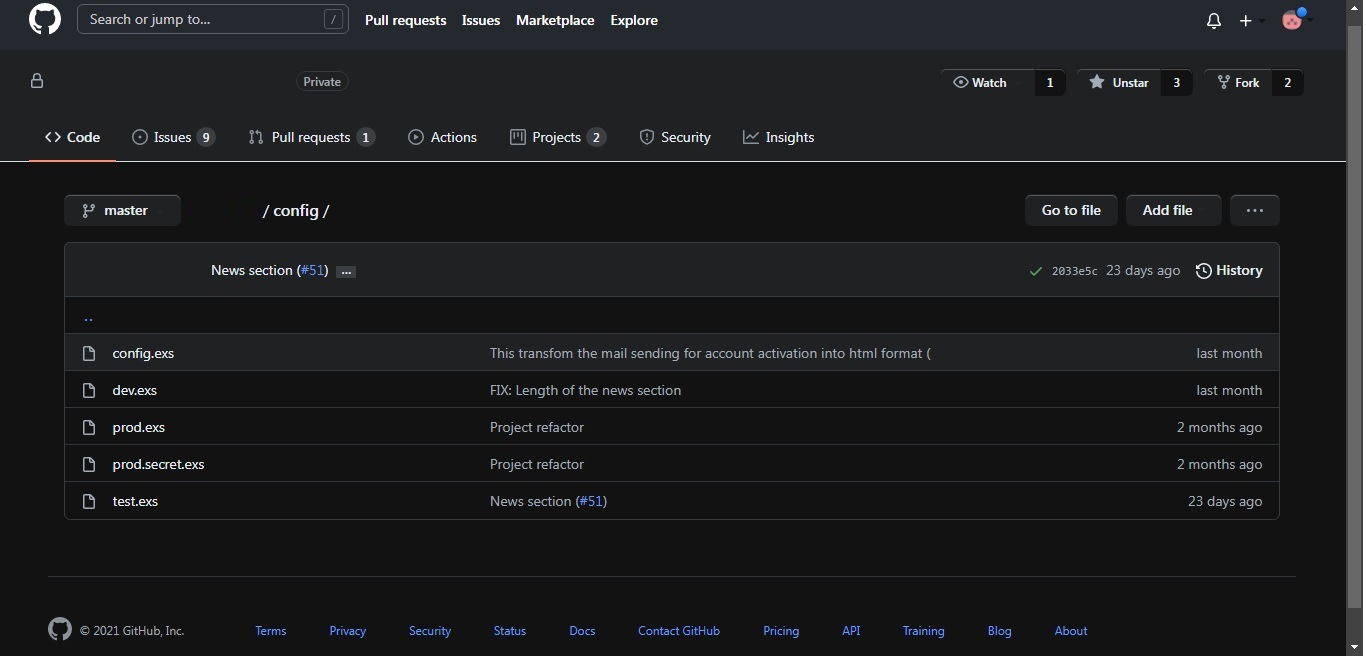 Search or jump to... / Pull requests Issues Marketplace Explore
Private Watch 1 Unstar 3 Fork 2
Code Issues 9 Pull requests 1 Actions Projects 2 Security Insights
master / config / Go to file Add file ...
News section (#51) ... 2033e5c 23 days ago History
..
config.exs This transfom the mail sending for account activation into html format ( last month
dev.exs FIX: Length of the news section last month
prod.exs Project refactor 2 months ago
prod.secret.exs Project refactor 2 months ago
test.exs News section (#51) 23 days ago
© 2021 GitHub, Inc. Terms Privacy Security Status Docs Contact GitHub Pricing API Training Blog About